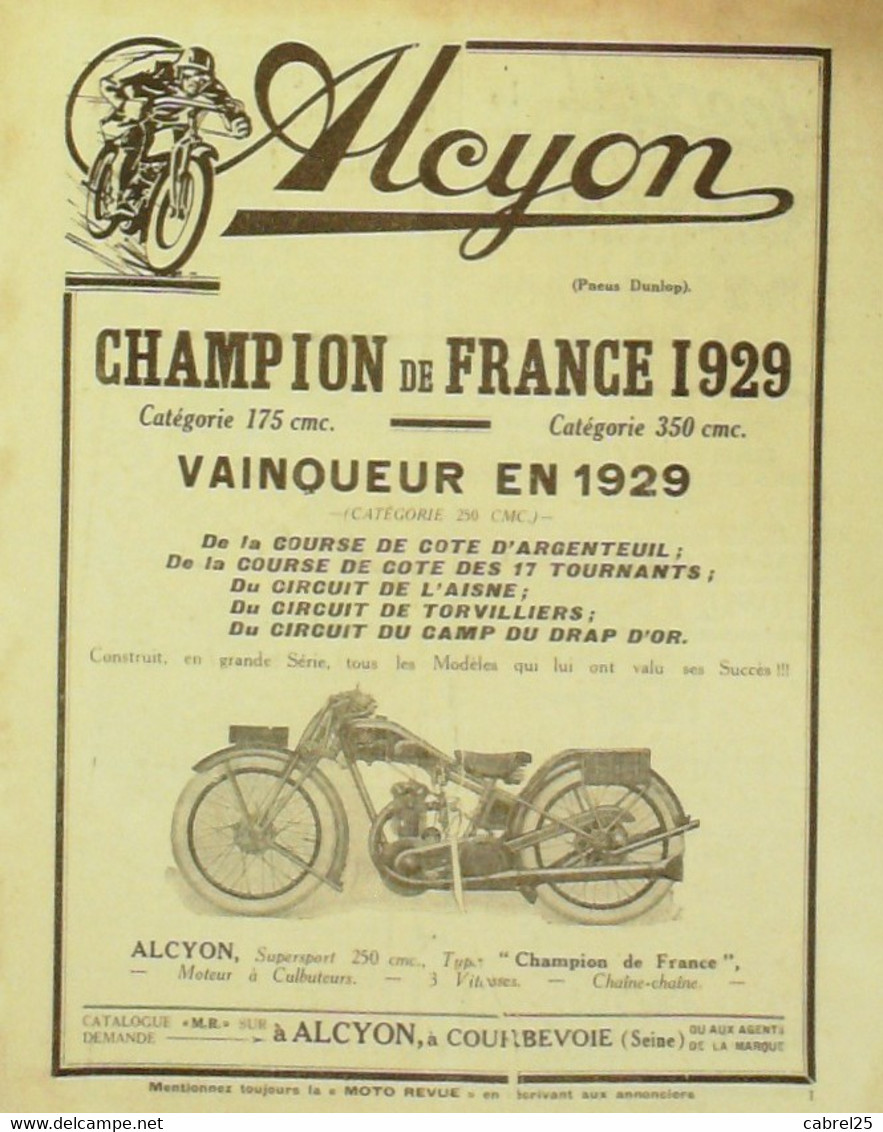 Alcyon
(Pneus Dunlop).
CHAMPION DE FRANCE 1929
Catégorie 175 cmc. Catégorie 350 cmc.
VAINQUEUR EN 1929
—(CATÉGORIE 250 CMC.)—
De la COURSE DE COTE D'ARGENTEUIL ;
De la COURSE DE COTE DES 17 TOURNANTS ;
Du CIRCUIT DE L'AISNE ;
Du CIRCUIT DE TORVILLIERS ;
Du CIRCUIT DU CAMP DU DRAP D'OR.
Construit, en grande Série, tous les Modèles qui lui ont valu ses Succès !!!
ALCYON, Supersport 250 cmc., Type "Champion de France",
— Moteur à Culbuteurs. — 3 Vitesses. — Chaîne-chaîne. —
CATALOGUE «M.R.» SUR
DEMANDE
à ALCYON, à COURBEVOIE (Seine)
OU AUX AGENTS
DE LA MARQUE
Mentionnez toujours la « MOTO REVUE » en écrivant aux annonciers 1
cabrel25